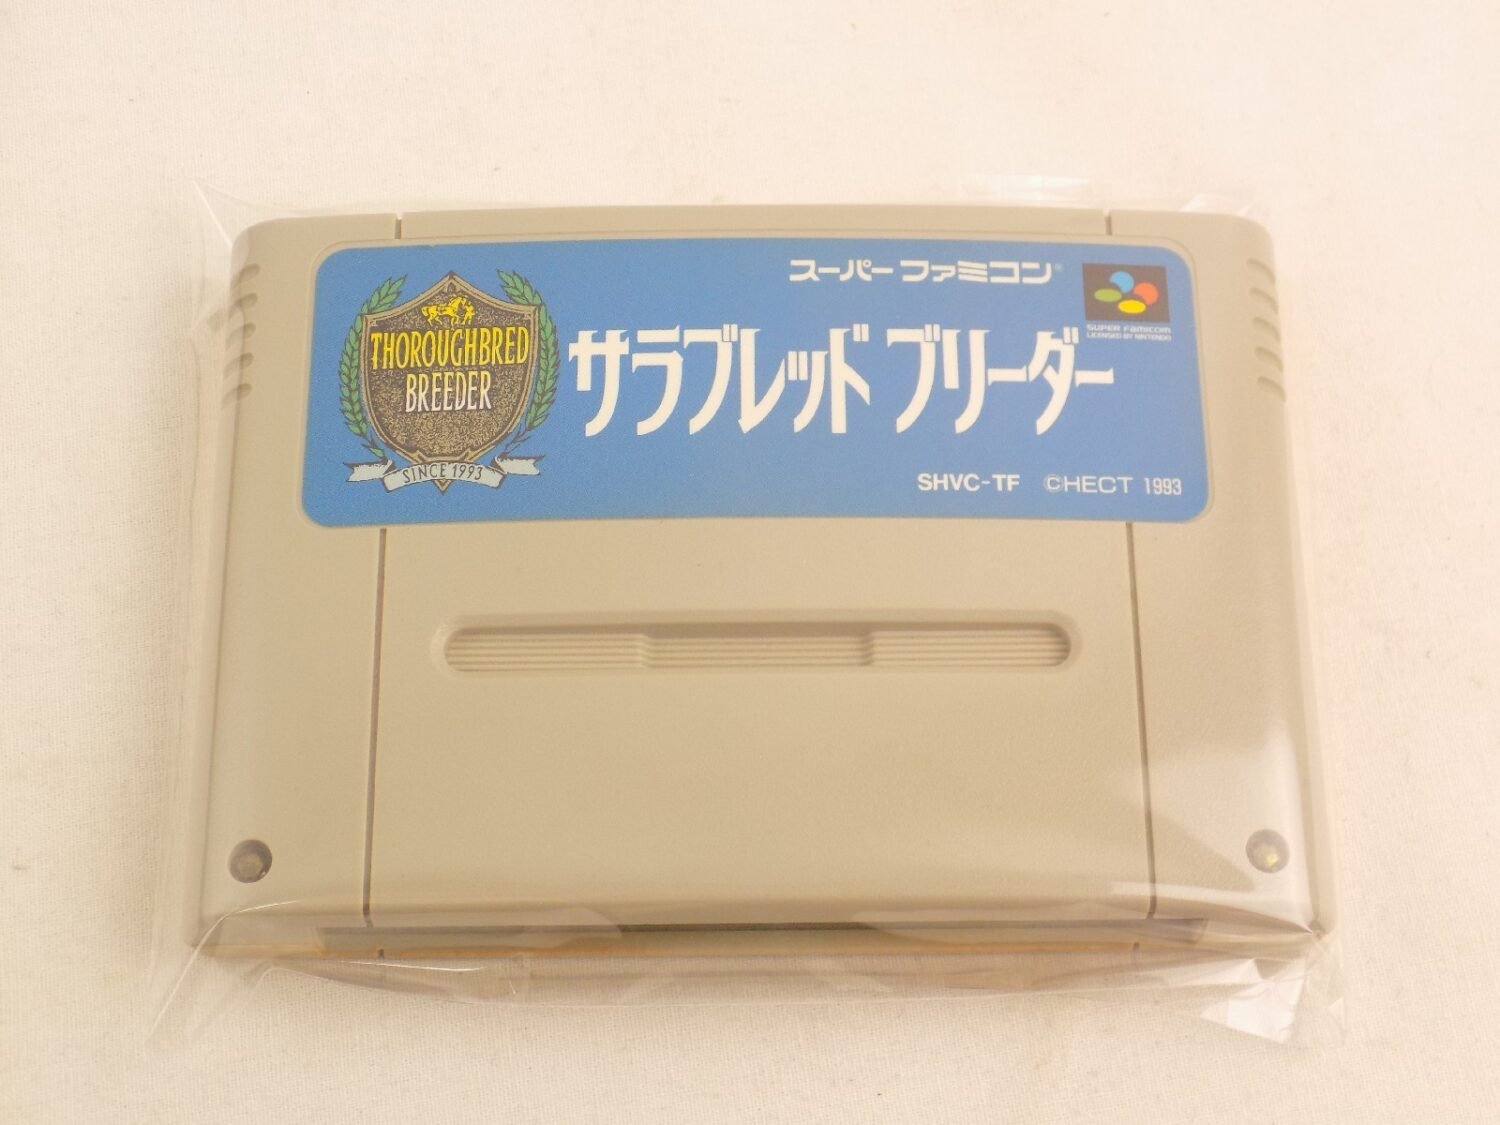 スーパーファミコン®
SUPER FAMICOM
LICENSED BY NINTENDO
THOROUGHBRED
BREEDER
SINCE 1993
サラブレッド ブリーダー
SHVC-TF ©HECT 1993